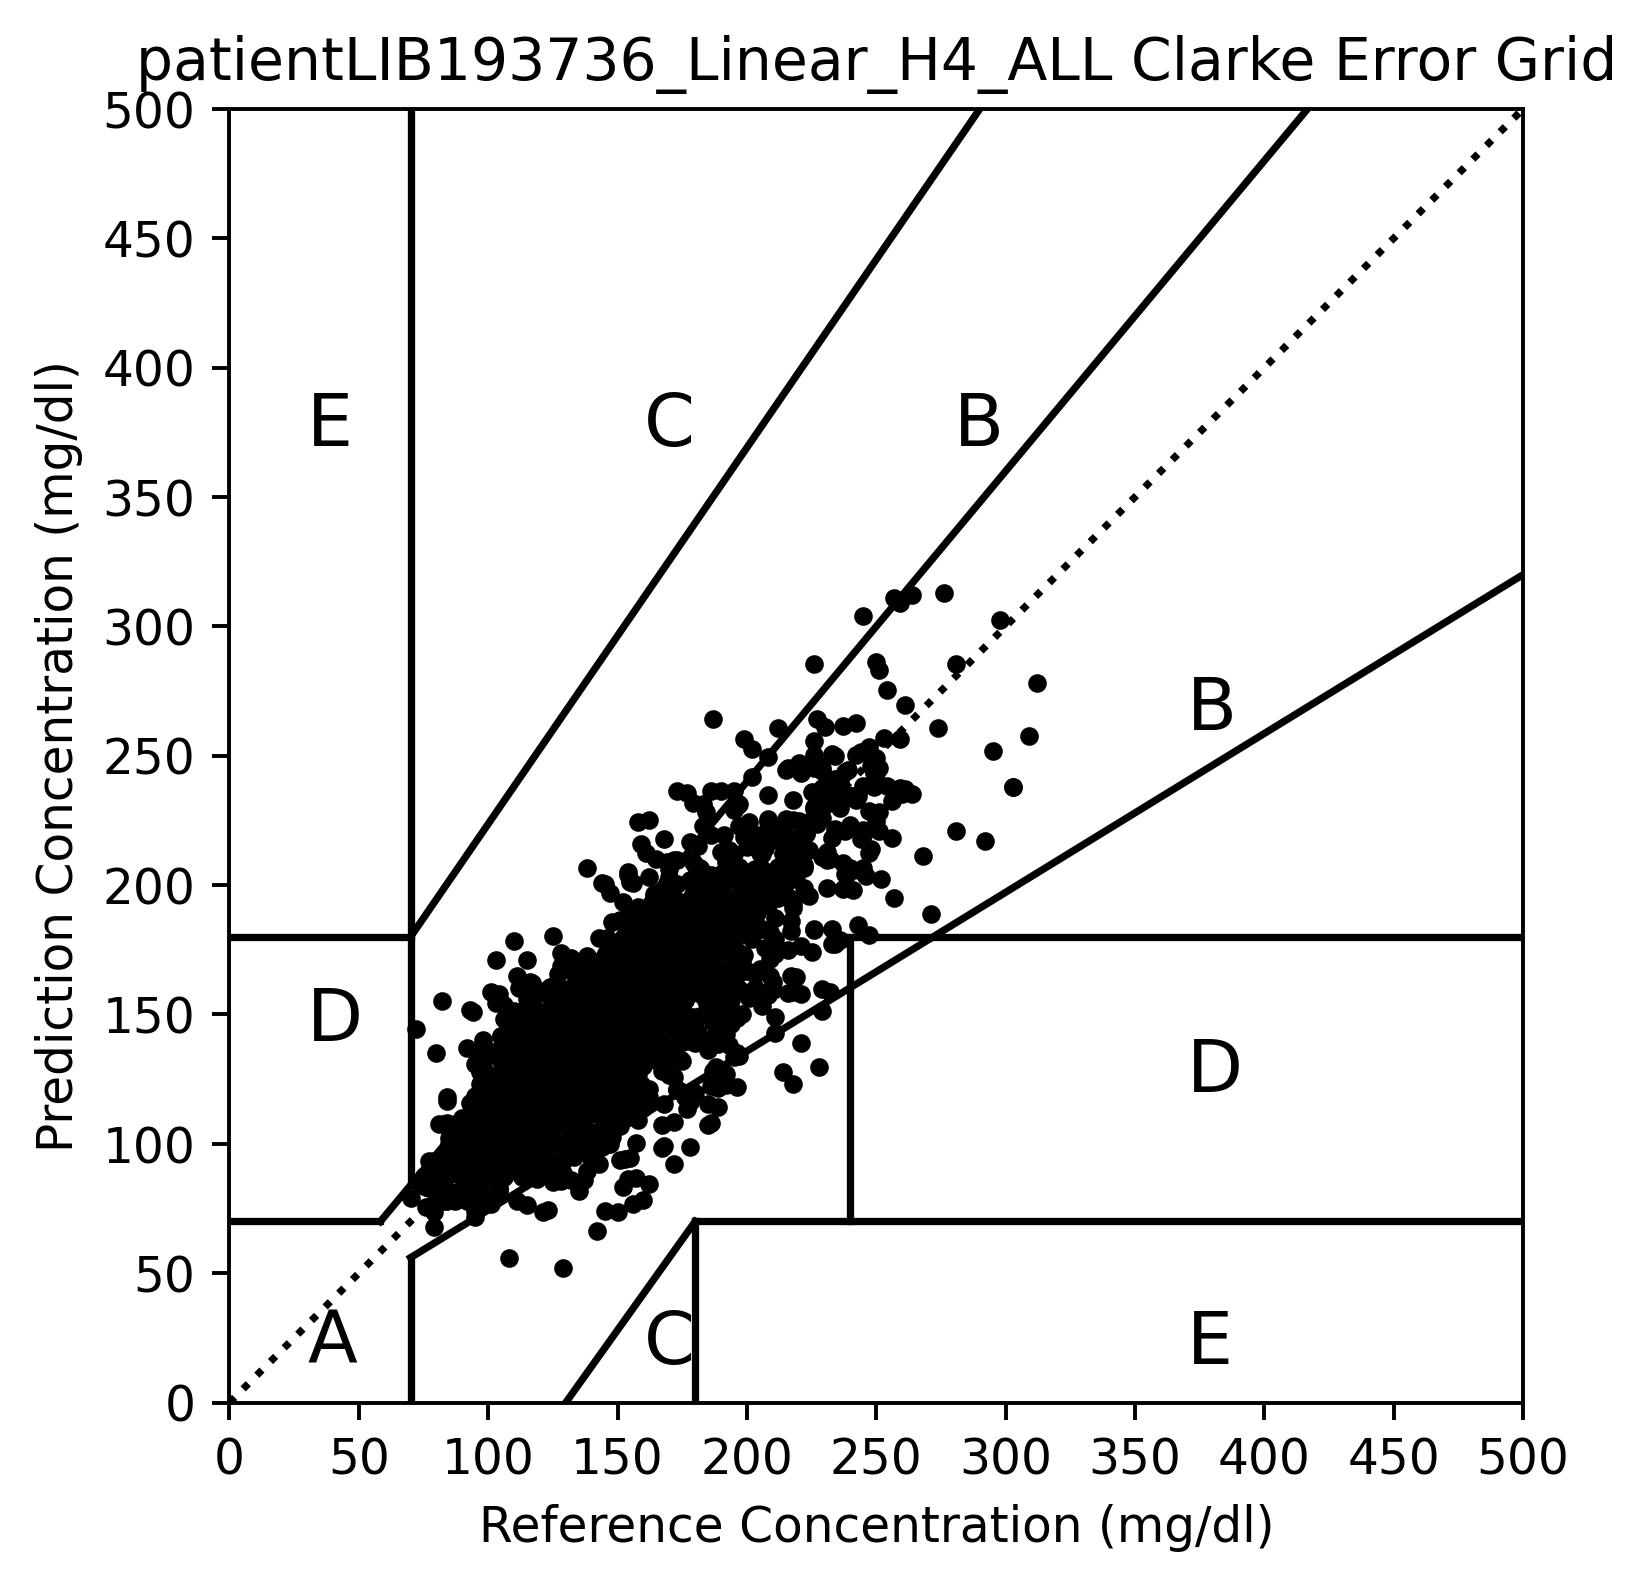 patientLIB193736_Linear_H4_ALL Clarke Error Grid
500
450
400
350
300
250
200
150
100
50
0
Prediction Concentration (mg/dl)
E
C
B
B
D
D
A
C
E
0 50 100 150 200 250 300 350 400 450 500
Reference Concentration (mg/dl)